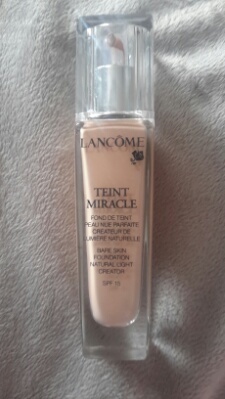 LANCÔME
TEINT
MIRACLE
FOND DE TEINT
PEAU NUE PARFAITE
CRÉATEUR DE
LUMIÈRE NATURELLE
BARE SKIN
FOUNDATION
NATURAL LIGHT
CREATOR
SPF 15